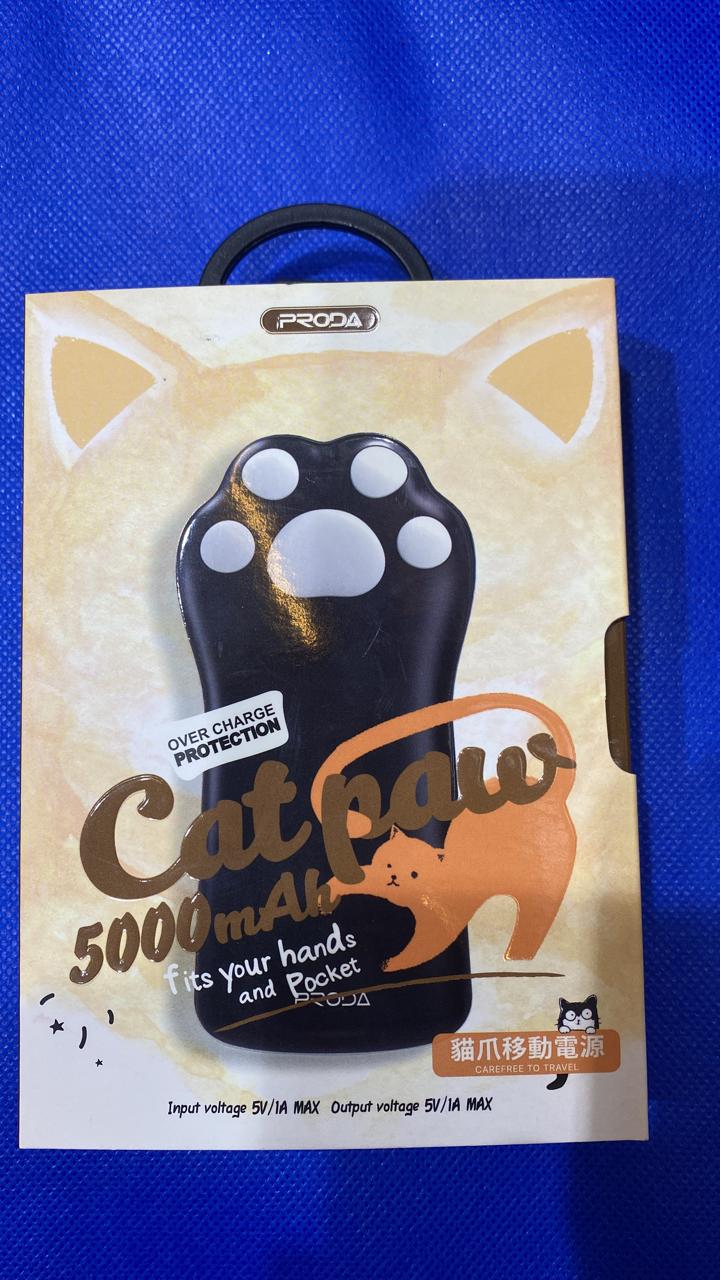 PRODA
OVER CHARGE
PROTECTION
Cat paw
5000mAh
fits your hands
and Pocket
PRODA
貓爪移動電源
CAREFREE TO TRAVEL
Input voltage 5V/1A MAX Output voltage 5V/1A MAX